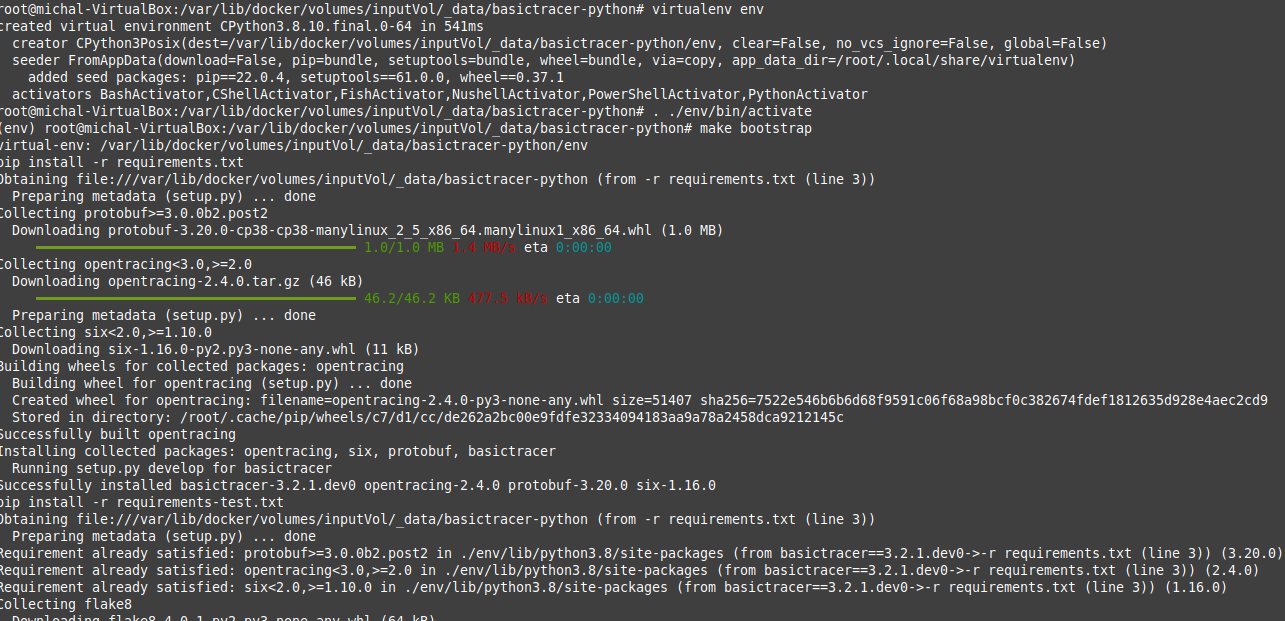 root@michal-VirtualBox:/var/lib/docker/volumes/inputVol/_data/basictracer-python# virtualenv env
created virtual environment CPython3.8.10.final.0-64 in 541ms
  creator CPython3Posix(dest=/var/lib/docker/volumes/inputVol/_data/basictracer-python/env, clear=False, no_vcs_ignore=False, global=False)
  seeder FromAppData(download=False, pip=bundle, setuptools=bundle, wheel=bundle, via=copy, app_data_dir=/root/.local/share/virtualenv)
    added seed packages: pip==22.0.4, setuptools==61.0.0, wheel==0.37.1
  activators BashActivator,CShellActivator,FishActivator,NushellActivator,PowerShellActivator,PythonActivator
root@michal-VirtualBox:/var/lib/docker/volumes/inputVol/_data/basictracer-python# . ./env/bin/activate
(env) root@michal-VirtualBox:/var/lib/docker/volumes/inputVol/_data/basictracer-python# make bootstrap
virtual-env: /var/lib/docker/volumes/inputVol/_data/basictracer-python/env
pip install -r requirements.txt
Obtaining file:///var/lib/docker/volumes/inputVol/_data/basictracer-python (from -r requirements.txt (line 3))
  Preparing metadata (setup.py) ... done
Collecting protobuf>=3.0.0b2.post2
  Downloading protobuf-3.20.0-cp38-cp38-manylinux_2_5_x86_64.manylinux1_x86_64.whl (1.0 MB)
1.0/1.0 MB 1.4 MB/s eta 0:00:00
Collecting opentracing<3.0,>=2.0
  Downloading opentracing-2.4.0.tar.gz (46 kB)
46.2/46.2 KB 477.5 kB/s eta 0:00:00
  Preparing metadata (setup.py) ... done
Collecting six<2.0,>=1.10.0
  Downloading six-1.16.0-py2.py3-none-any.whl (11 kB)
Building wheels for collected packages: opentracing
  Building wheel for opentracing (setup.py) ... done
  Created wheel for opentracing: filename=opentracing-2.4.0-py3-none-any.whl size=51407 sha256=7522e546b6b6d68f9591c06f68a98bcf0c382674fdef1812635d928e4aec2cd9
  Stored in directory: /root/.cache/pip/wheels/c7/d1/cc/de262a2bc00e9fdfe32334094183aa9a78a2458dca9212145c
Successfully built opentracing
Installing collected packages: opentracing, six, protobuf, basictracer
  Running setup.py develop for basictracer
Successfully installed basictracer-3.2.1.dev0 opentracing-2.4.0 protobuf-3.20.0 six-1.16.0
pip install -r requirements-test.txt
Obtaining file:///var/lib/docker/volumes/inputVol/_data/basictracer-python (from -r requirements.txt (line 3))
  Preparing metadata (setup.py) ... done
Requirement already satisfied: protobuf>=3.0.0b2.post2 in ./env/lib/python3.8/site-packages (from basictracer==3.2.1.dev0->-r requirements.txt (line 3)) (3.20.0)
Requirement already satisfied: opentracing<3.0,>=2.0 in ./env/lib/python3.8/site-packages (from basictracer==3.2.1.dev0->-r requirements.txt (line 3)) (2.4.0)
Requirement already satisfied: six<2.0,>=1.10.0 in ./env/lib/python3.8/site-packages (from basictracer==3.2.1.dev0->-r requirements.txt (line 3)) (1.16.0)
Collecting flake8
  Downloading flake8-4.0.1-py2.py3-none-any.whl (64 kB)